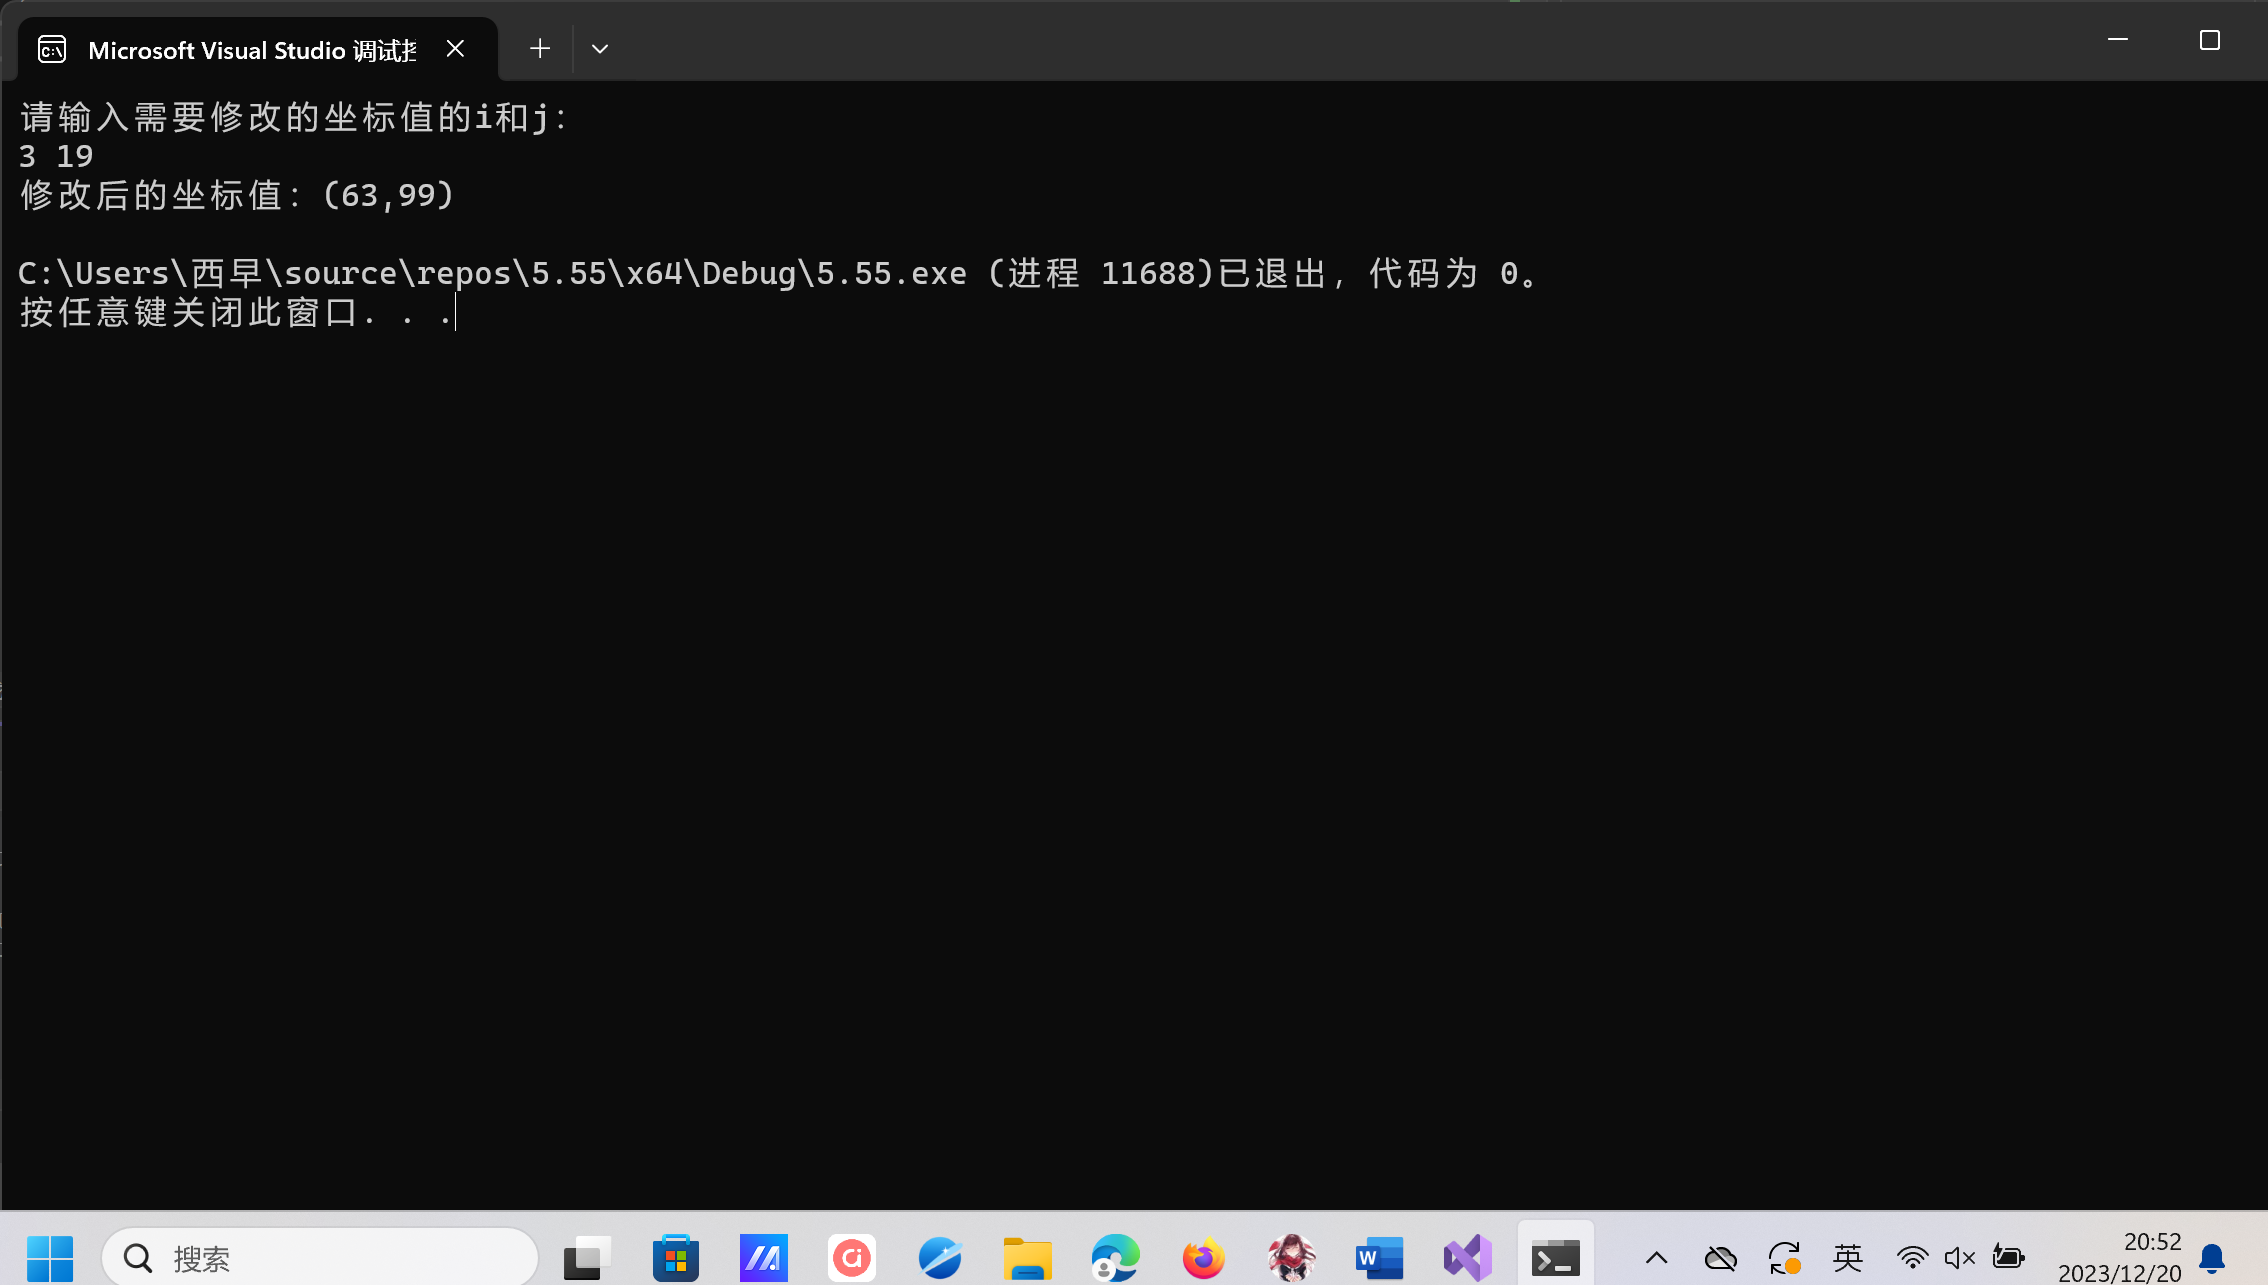 Microsoft Visual Studio 调试控
请输入需要修改的坐标值的i和j：
3 19
修改后的坐标值：(63,99)
C:\Users\西早\source\repos\5.55\x64\Debug\5.55.exe (进程 11688)已退出，代码为 0。
按任意键关闭此窗口. . .
搜索
英
20:52
2023/12/20